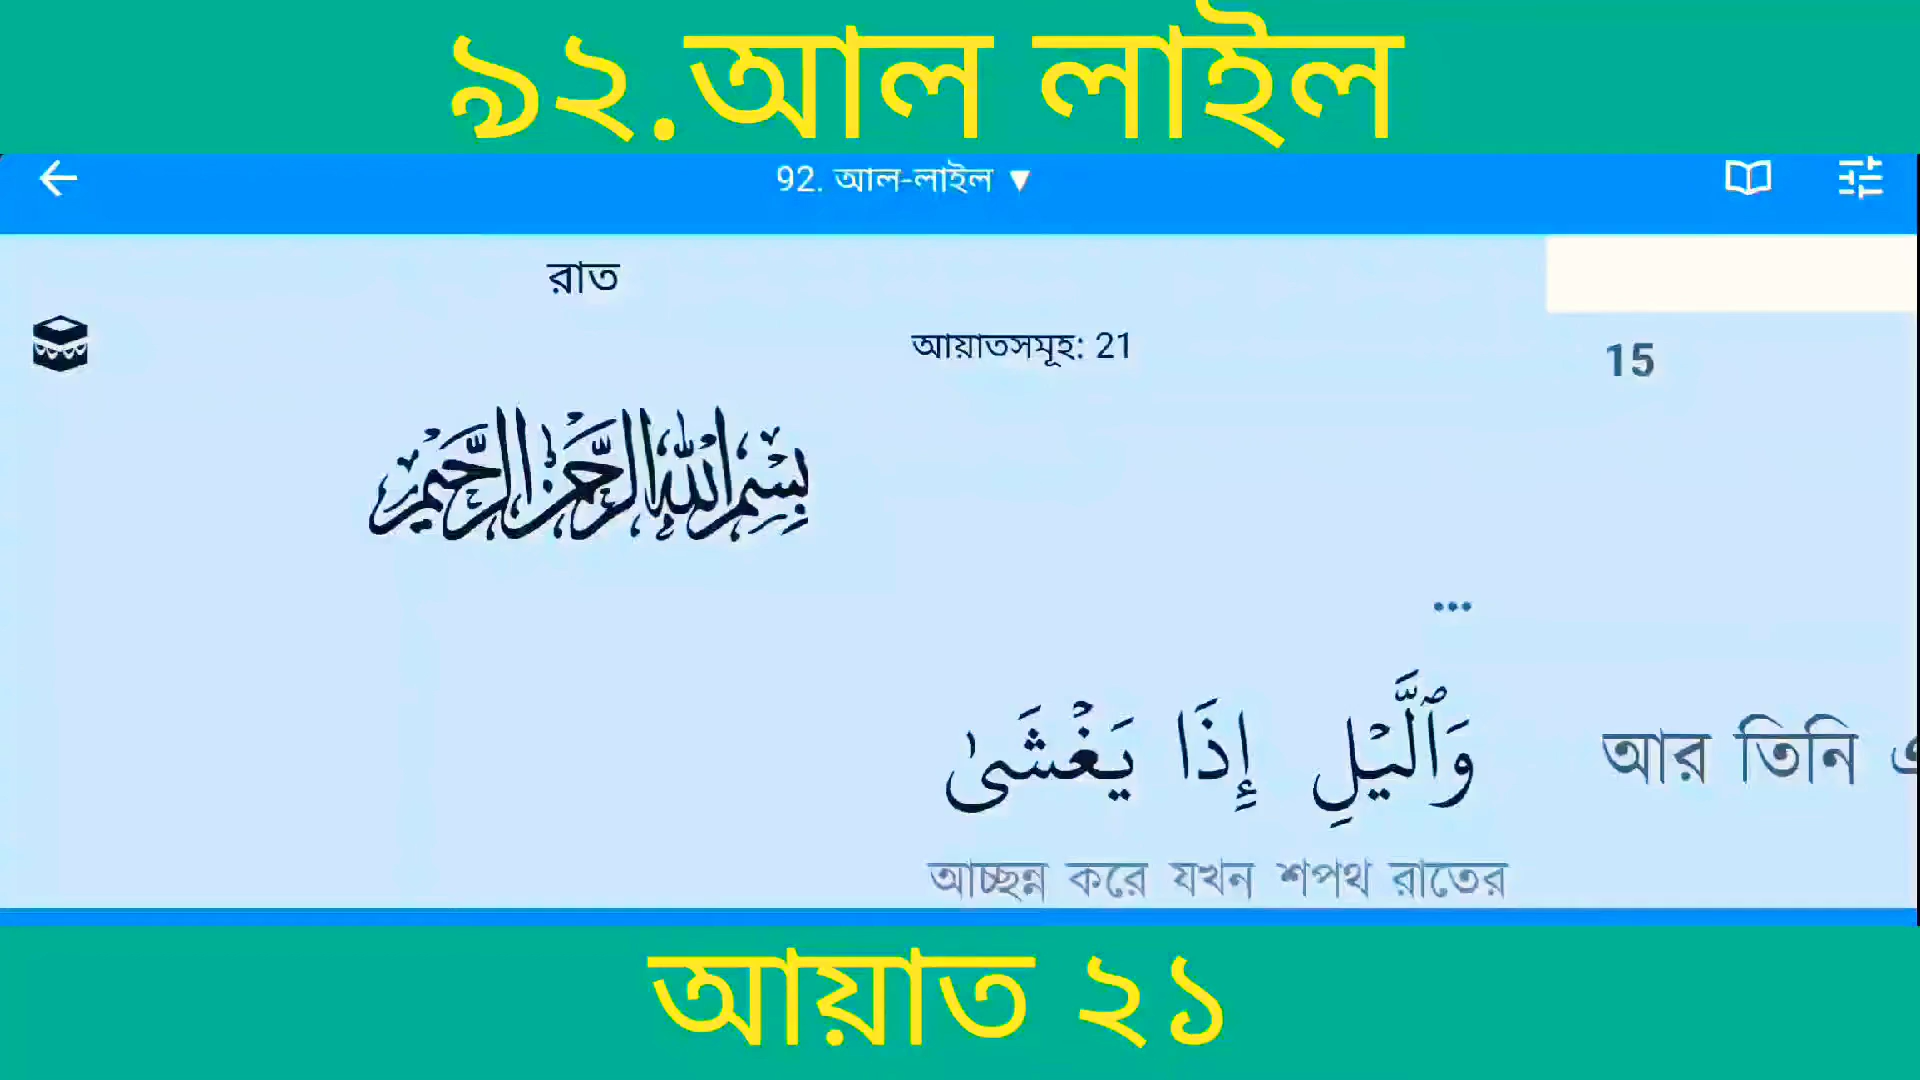 ৯২.আল লাইল
92. আল-লাইল ▼
রাত
আয়াতসমূহ: 21
15
بِسْمِ اللَّهِ الرَّحْمَٰنِ الرَّحِيمِ
...
وَٱلَّيۡلِ إِذَا يَغۡشَىٰ
আর তিনি
আচ্ছন্ন করে যখন শপথ রাতের
আয়াত ২১